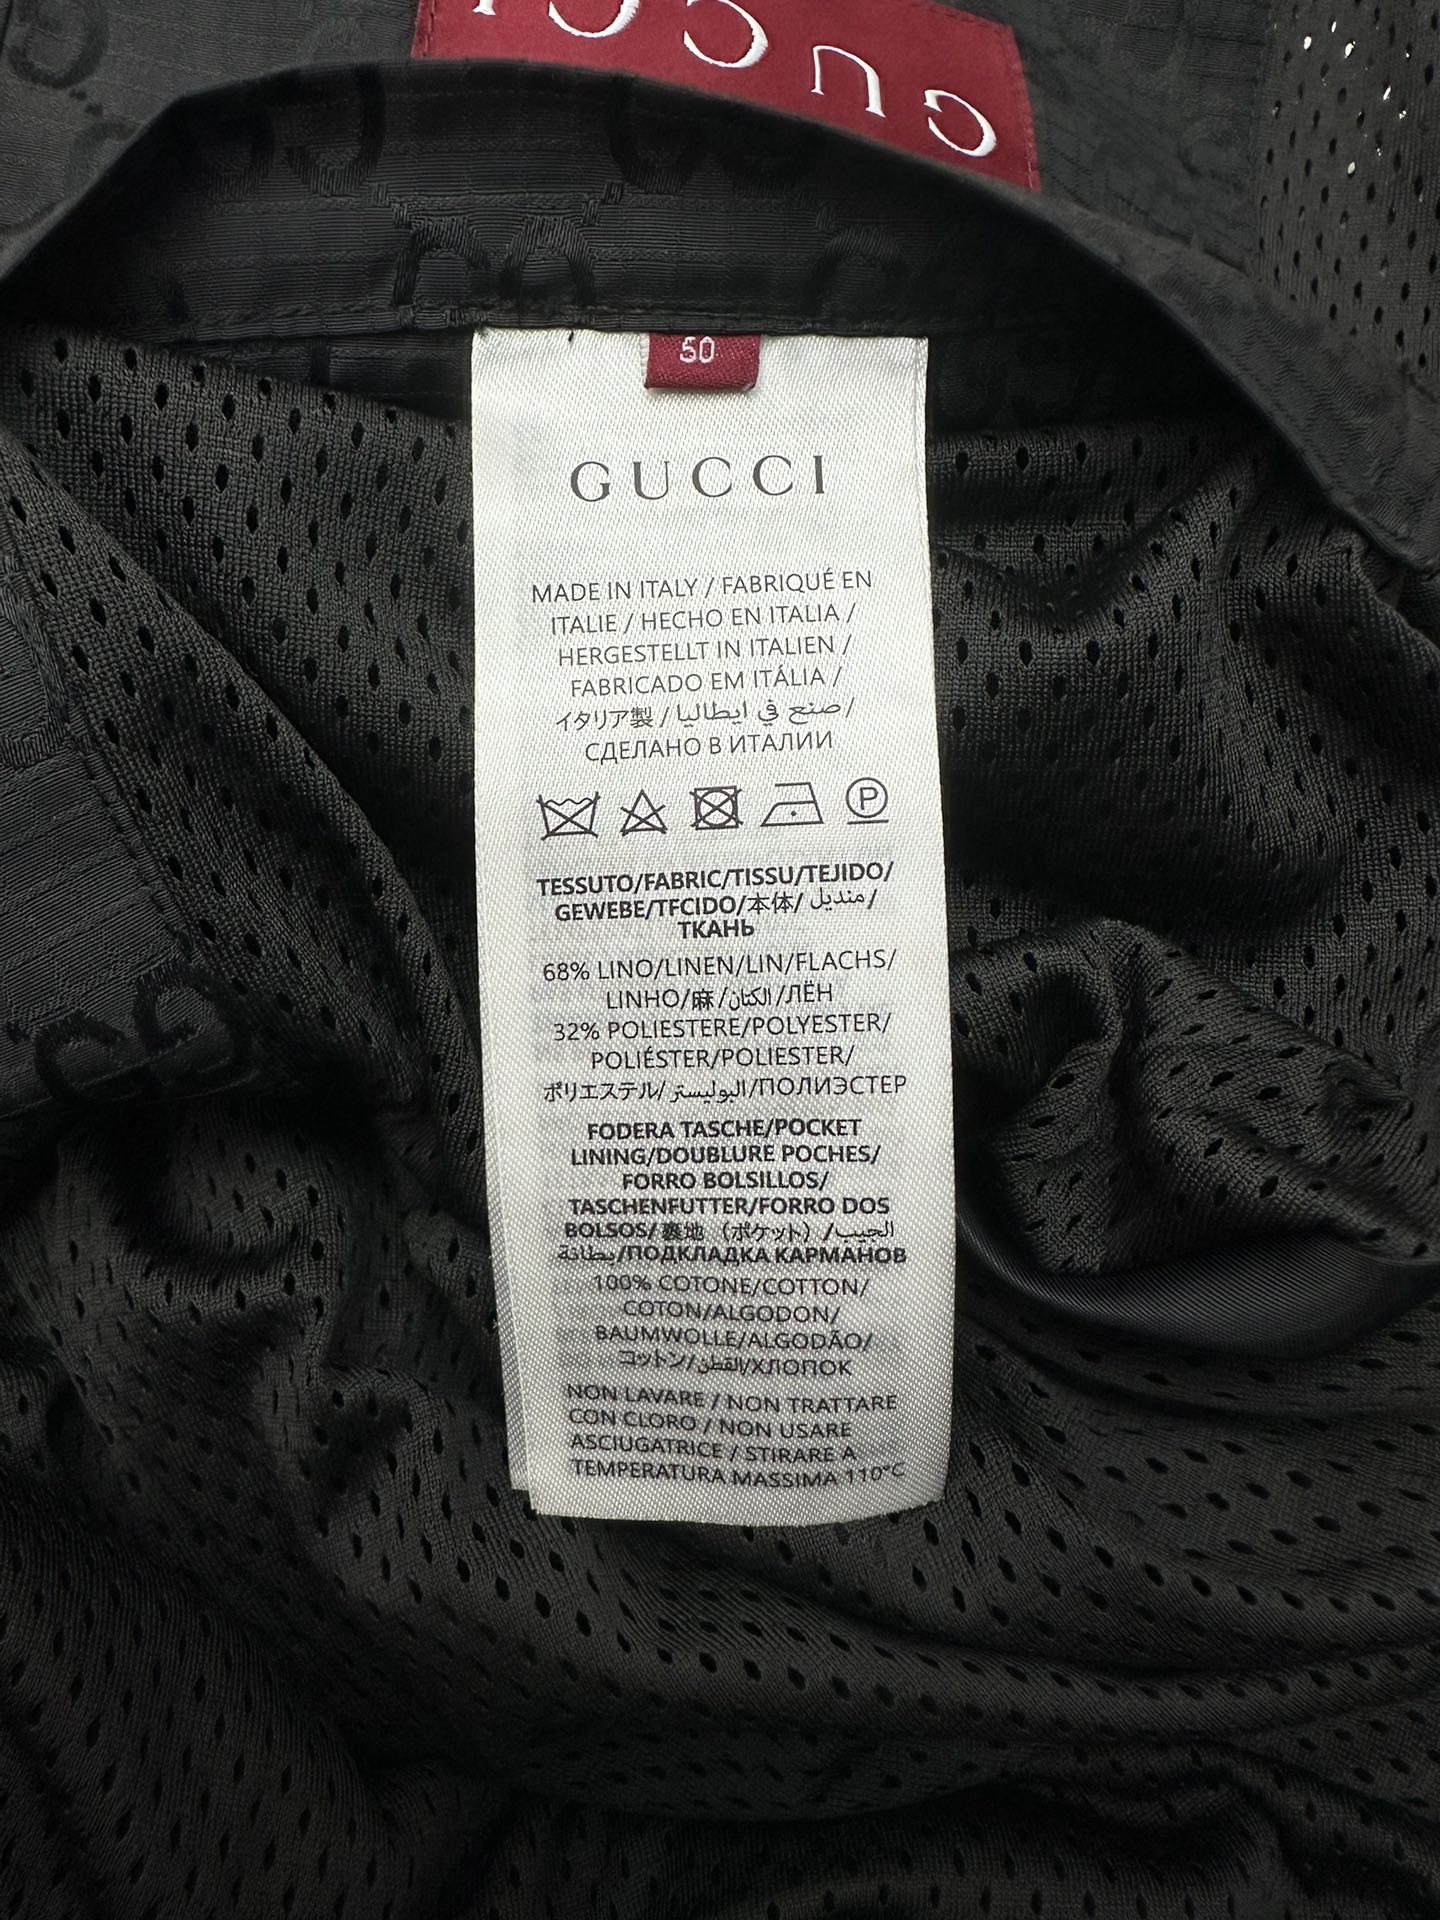 GUCCI
50
GUCCI
MADE IN ITALY / FABRIQUÉ EN
ITALIE / HECHO EN ITALIA /
HERGESTELLT IN ITALIEN /
FABRICADO EM ITÁLIA /
イタリア製 / صنع في ايطاليا /
СДЕЛАНО В ИТАЛИИ
P
TESSUTO/FABRIC/TISSU/TEJIDO/
GEWEBE/TFCIDO/本体/ منديل /
ТКАНЬ
68% LINO/LINEN/LIN/FLACHS/
LINHO/麻/الكتان/ЛЁН
32% POLIESTERE/POLYESTER/
POLIÉSTER/POLIESTER/
ポリエステル/ البوليستر/ПОЛИЭСТЕР
FODERA TASCHE/POCKET
LINING/DOUBLURE POCHES/
FORRO BOLSILLOS/
TASCHENFUTTER/FORRO DOS
BOLSOS/裏地 （ポケット）/الجيب
بطانة/ПОДКЛАДКА КАРМАНОВ
100% COTONE/COTTON/
COTON/ALGODON/
BAUMWOLLE/ALGODÃO/
コットン/القطن/ХЛОПОК
NON LAVARE / NON TRATTARE
CON CLORO / NON USARE
ASCIUGATRICE / STIRARE A
TEMPERATURA MASSIMA 110°C